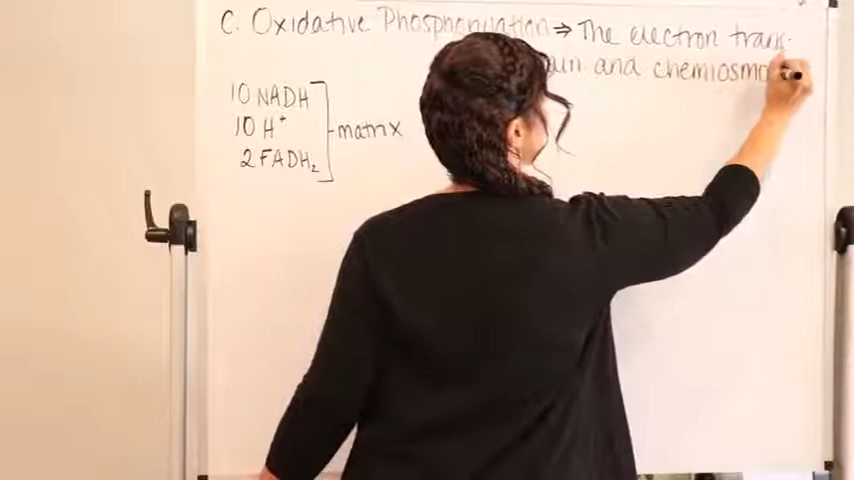 C. Oxidative Phosphorylation ⇒ The electron trans-
and chemiosmo
10 NADH
10 H⁺
2 FADH₂
matrix